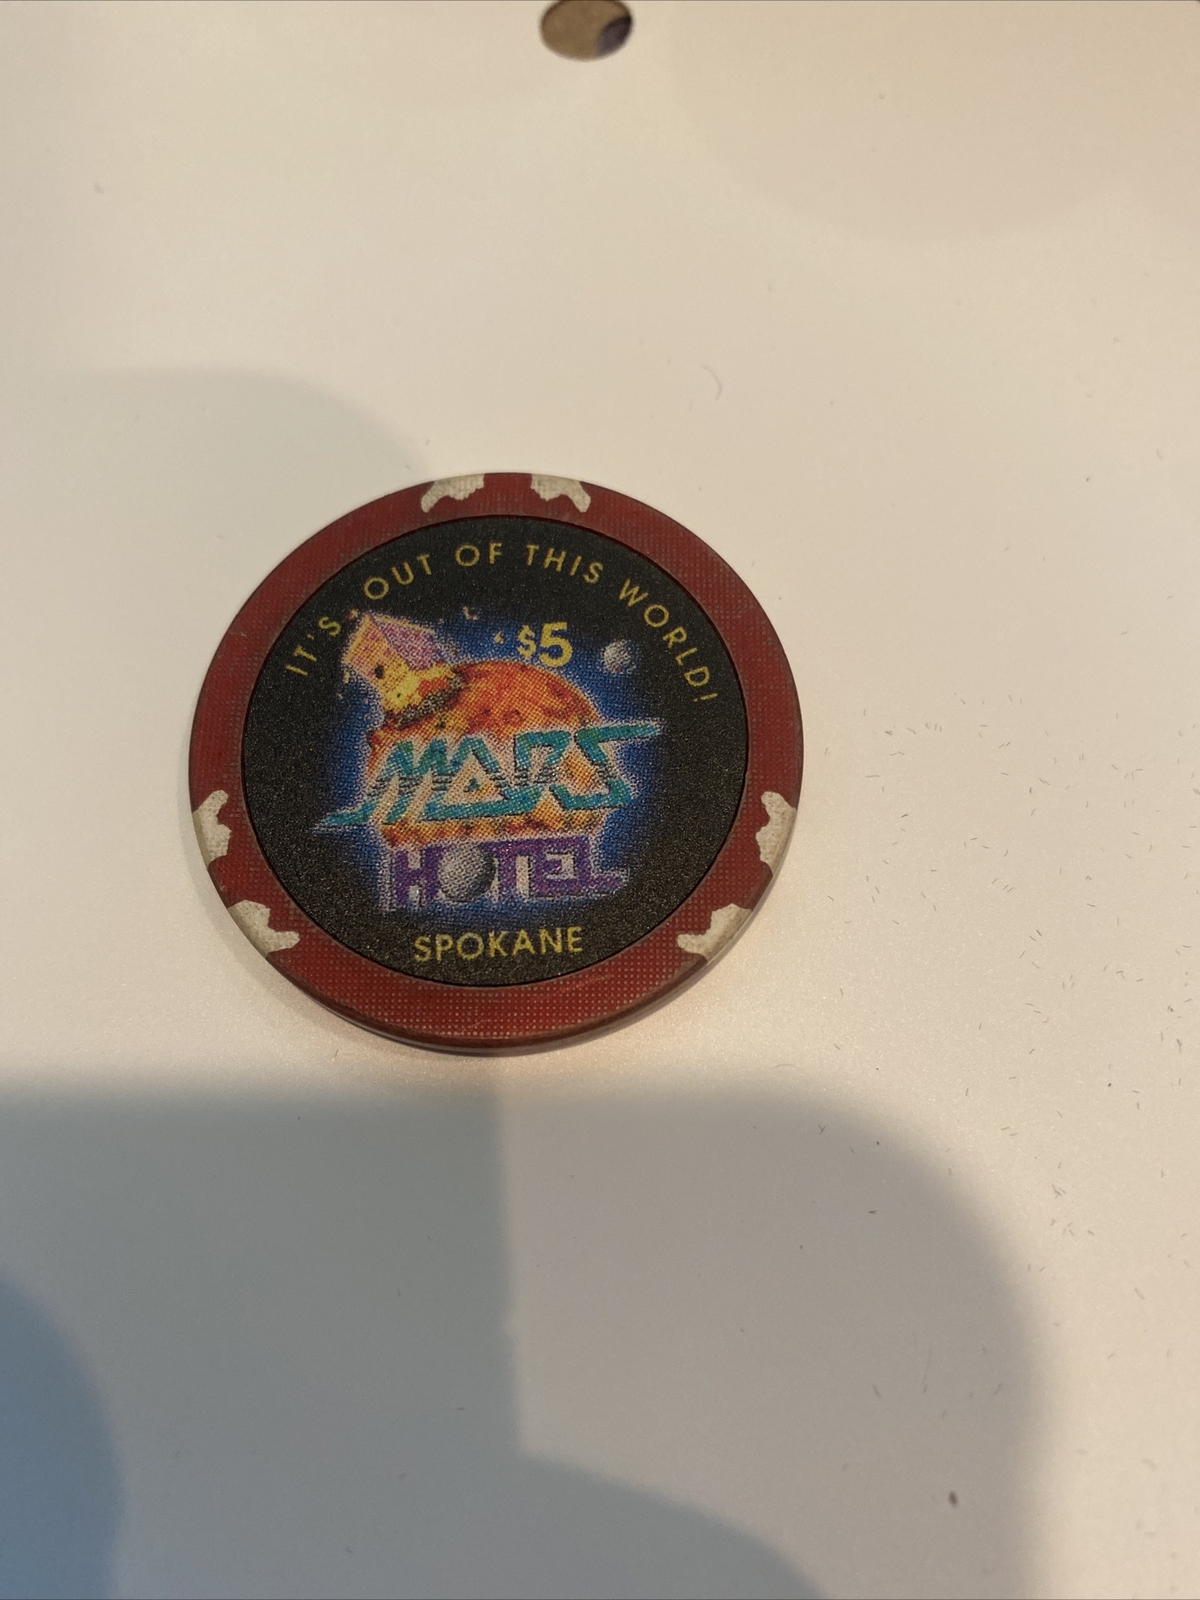 IT'S OUT OF THIS WORLD!
$5
MARS
HOTEL
SPOKANE